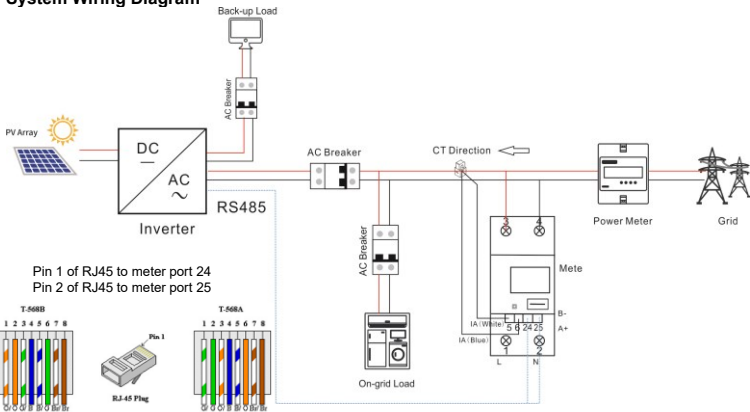 System Wiring Diagram
Back-up Load
AC Breaker
PV Array
DC
AC
Inverter
RS485
AC Breaker
CT Direction
AC Breaker
On-grid Load
Power Meter
Grid
3 4
Mete
B-
A+
IA(White)
IA(Blue)
5 6 24 25
1 2
L N
Pin 1 of RJ45 to meter port 24
Pin 2 of RJ45 to meter port 25
T-568B
1 2 3 4 5 6 7 8
O/ O G/ B B/ G Br/ Br
Pin 1
RJ-45 Plug
T-568A
1 2 3 4 5 6 7 8
G/ G O/ B B/ O Br/ Br